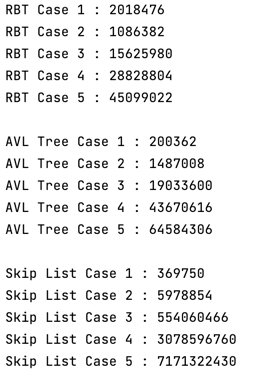 RBT Case 1 : 2018476
RBT Case 2 : 1086382
RBT Case 3 : 15625980
RBT Case 4 : 28828804
RBT Case 5 : 45099022
AVL Tree Case 1 : 200362
AVL Tree Case 2 : 1487008
AVL Tree Case 3 : 19033600
AVL Tree Case 4 : 43670616
AVL Tree Case 5 : 64584306
Skip List Case 1 : 369750
Skip List Case 2 : 5978854
Skip List Case 3 : 554060466
Skip List Case 4 : 3078596760
Skip List Case 5 : 7171322430